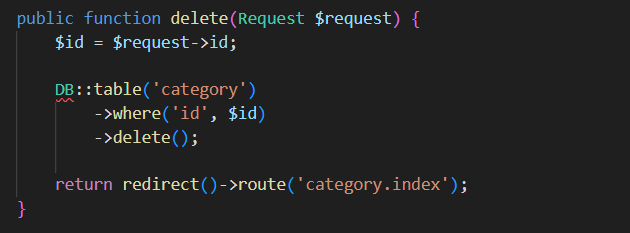 public function delete(Request $request) {
    $id = $request->id;

    DB::table('category')
        ->where('id', $id)
        ->delete();

    return redirect()->route('category.index');
}